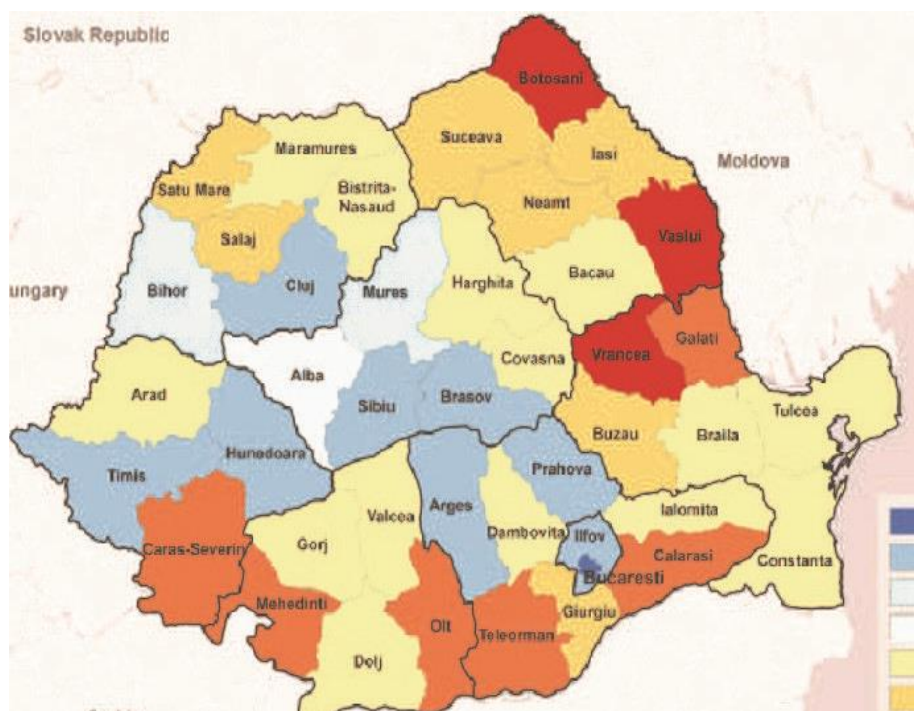 Slovak Republic
Botosani
Suceava
Iasi
Maramures
Moldova
Satu Mare
Bistrita-
Nasaud
Neamt
Salaj
Vaslui
Bacau
ungary
Bihor
Cluj
Mures
Harghita
Galati
Vrancea
Covasna
Alba
Arad
Sibiu
Brasov
Tulcea
Buzau
Braila
Hunedoara
Timis
Prahova
Arges
Valcea
Ialomita
Dambovita
Ilfov
Gorj
Caras-Severin
Calarasi
Constanta
Bucaresti
Mehedinti
Giurgiu
Olt
Teleorman
Dolj